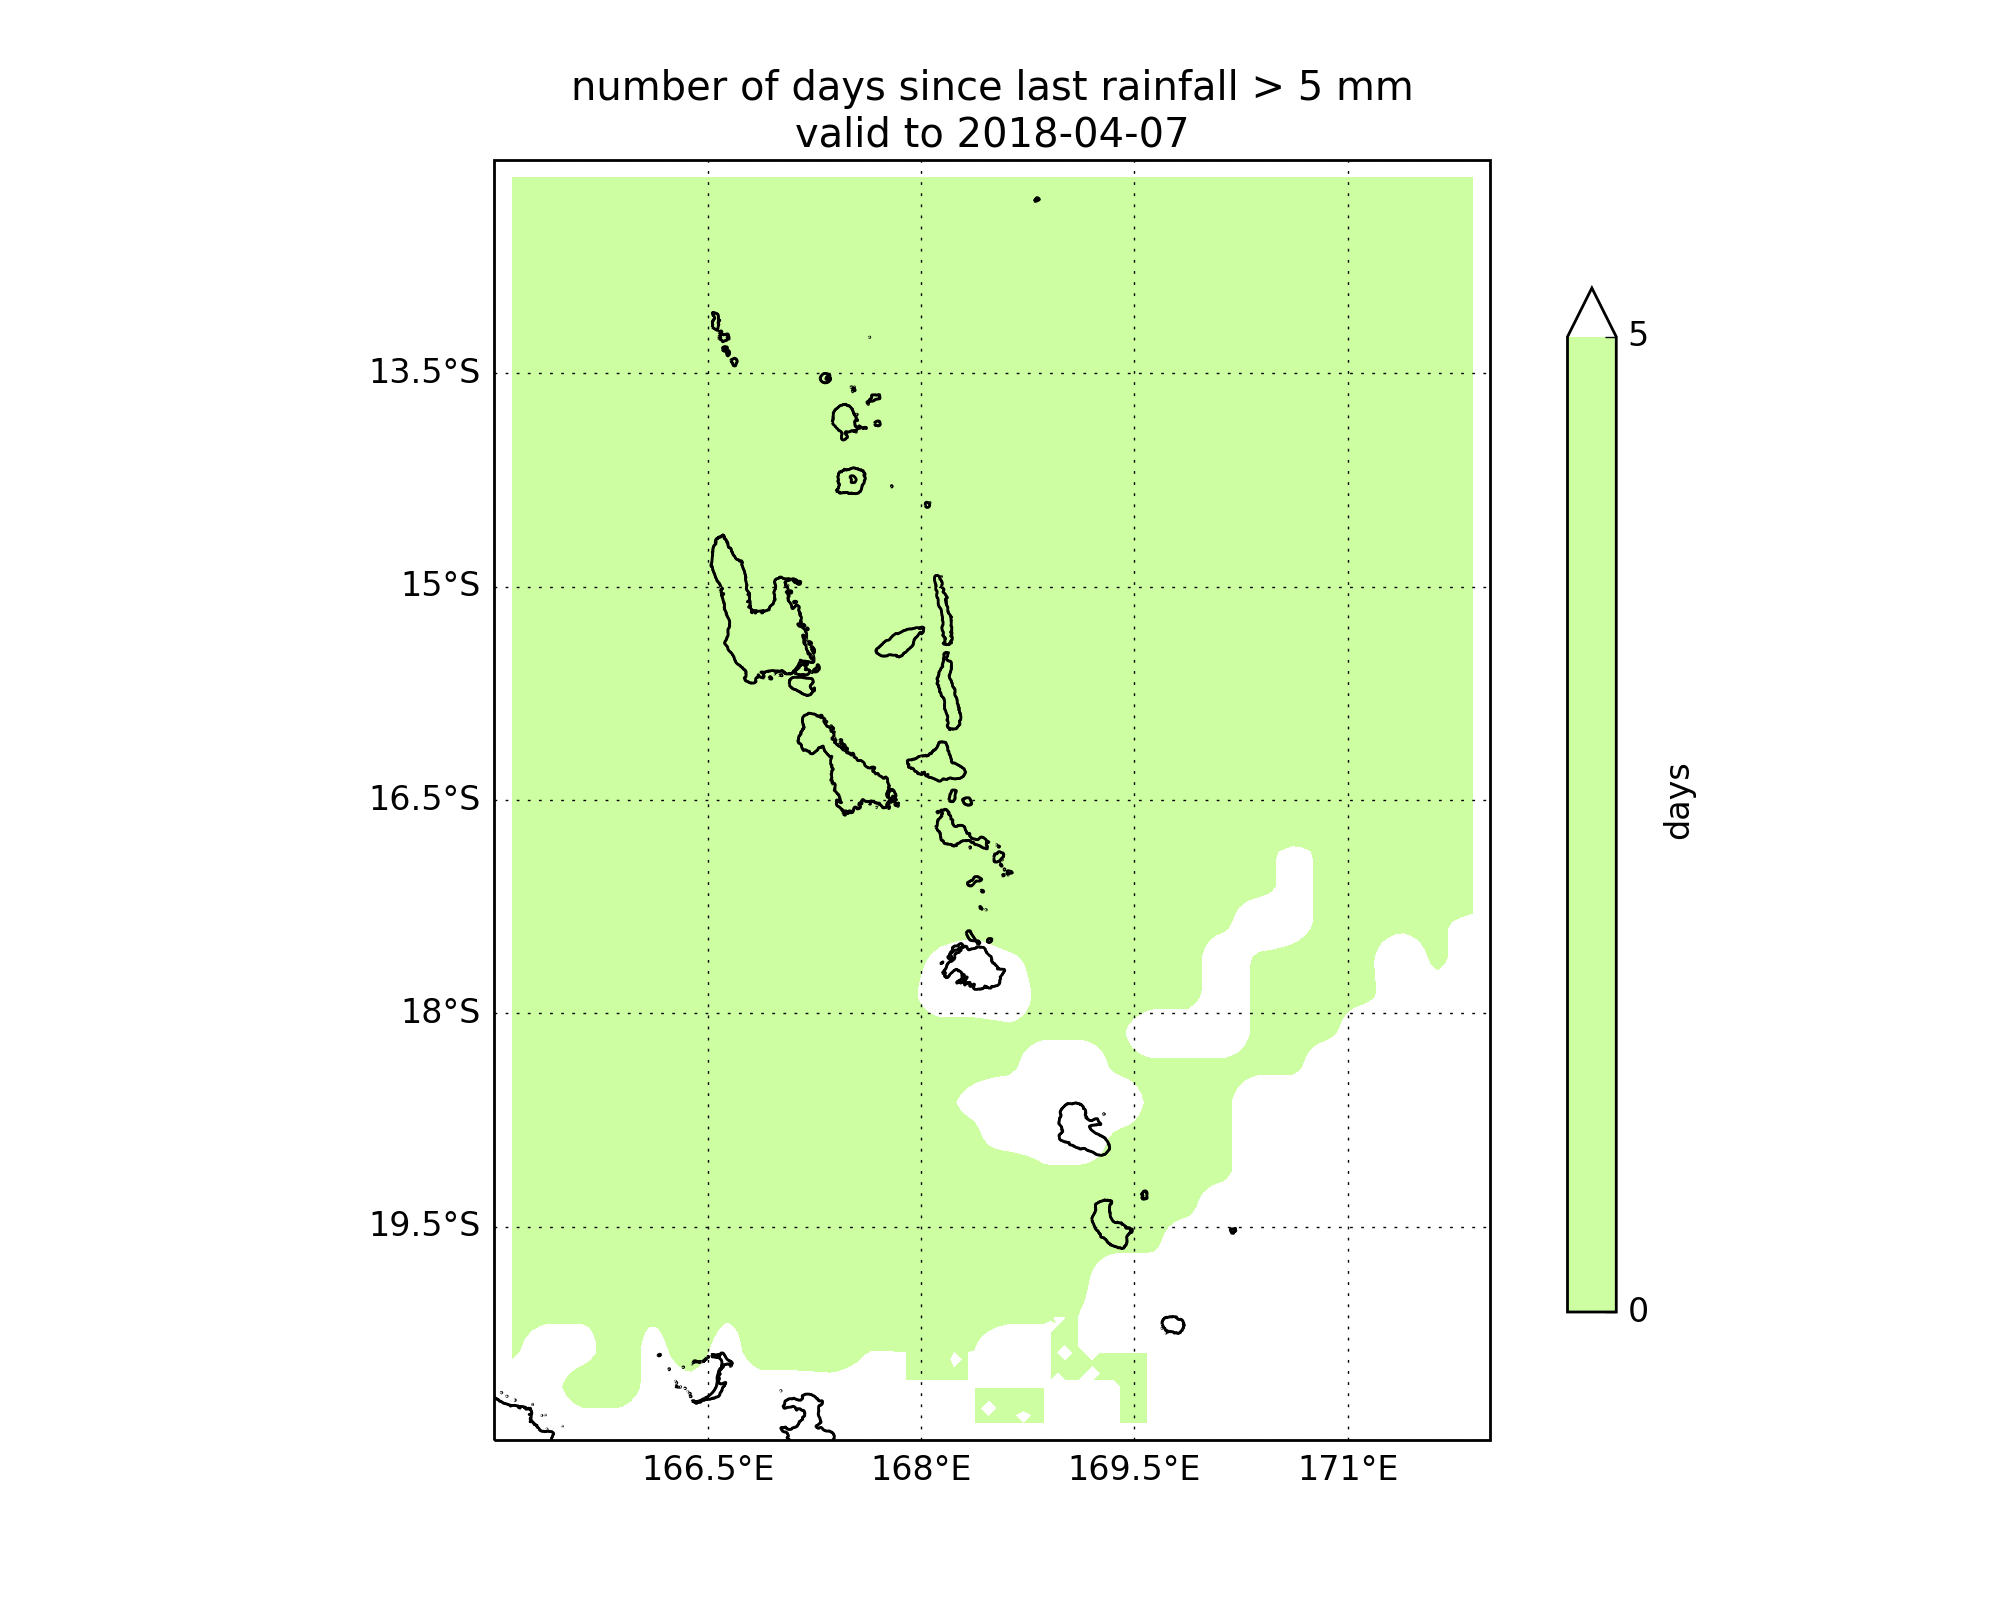 number of days since last rainfall > 5 mm
valid to 2018-04-07
13.5°S
15°S
16.5°S
18°S
19.5°S
166.5°E
168°E
169.5°E
171°E
5
0
days